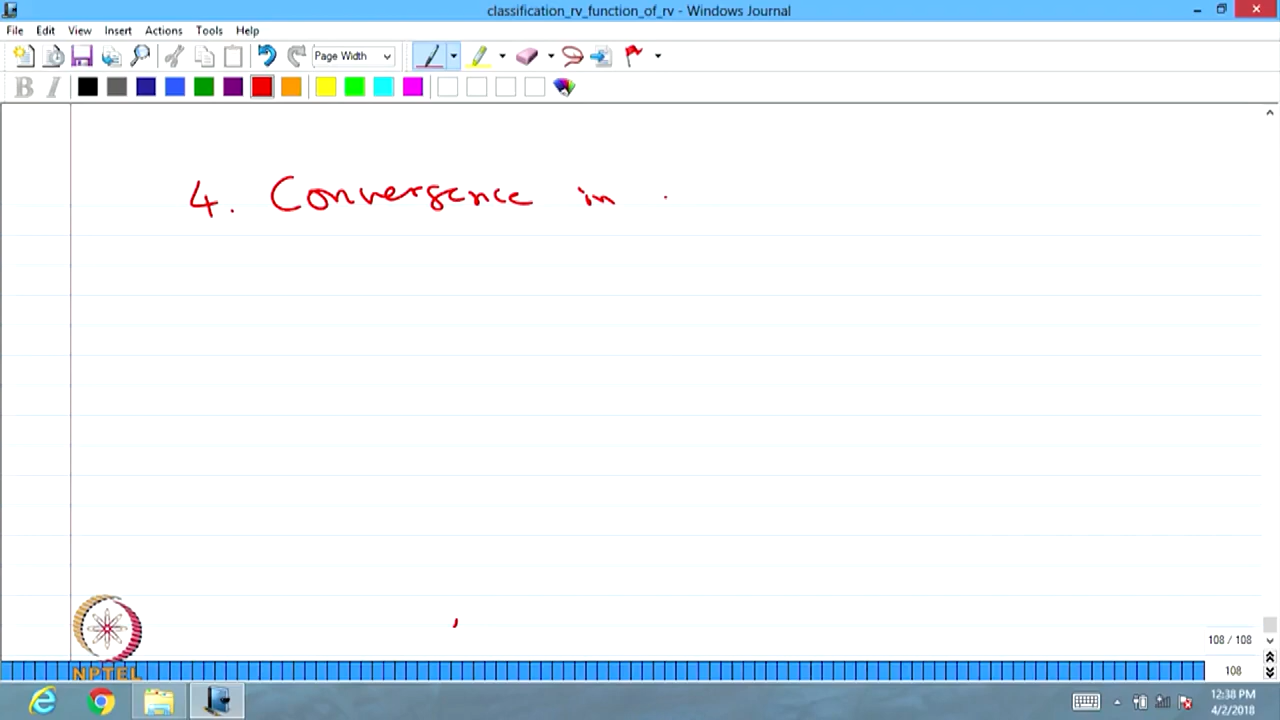 classification_rv_function_of_rv - Windows Journal
File Edit View Insert Actions Tools Help
Page Width
B I
4. Convergence in
108 / 108
108
NPTEL
12:38 PM
4/2/2018